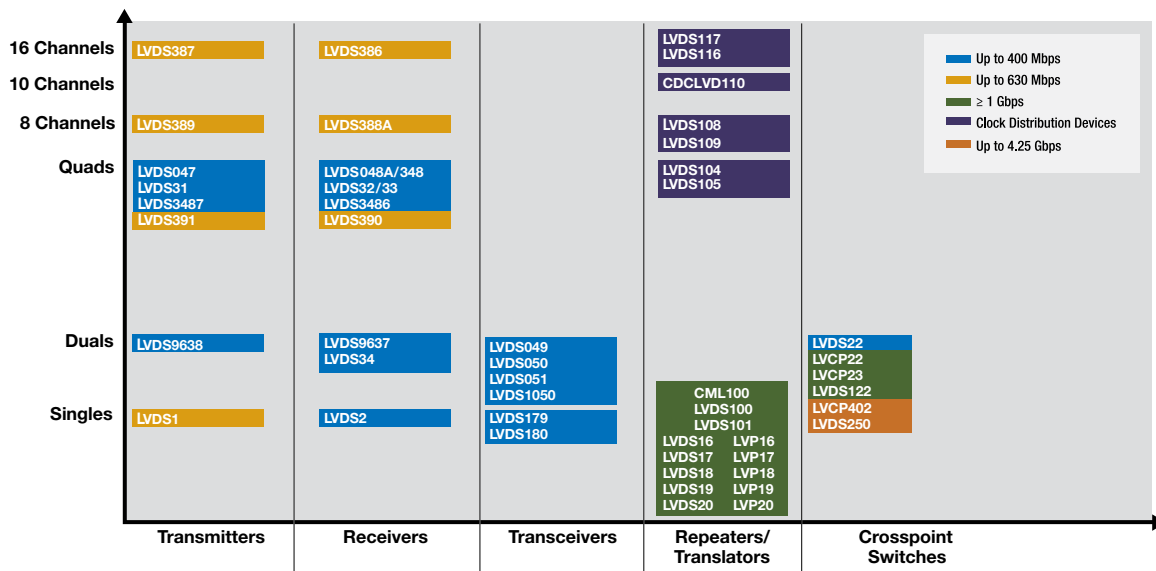 16 Channels
LVDS387
LVDS386
LVDS117
LVDS116
10 Channels
CDCLVD110
8 Channels
LVDS389
LVDS388A
LVDS108
LVDS109
Quads
LVDS047
LVDS31
LVDS3487
LVDS391
LVDS048A/348
LVDS32/33
LVDS3486
LVDS390
LVDS104
LVDS105
Duals
LVDS9638
LVDS9637
LVDS34
LVDS049
LVDS050
LVDS051
LVDS1050
LVDS22
LVCP22
LVCP23
LVDS122
LVCP402
LVDS250
Singles
LVDS1
LVDS2
LVDS179
LVDS180
CML100
LVDS100
LVDS101
LVDS16 LVP16
LVDS17 LVP17
LVDS18 LVP18
LVDS19 LVP19
LVDS20 LVP20
Up to 400 Mbps
Up to 630 Mbps
≥ 1 Gbps
Clock Distribution Devices
Up to 4.25 Gbps
Transmitters
Receivers
Transceivers
Repeaters/
Translators
Crosspoint
Switches